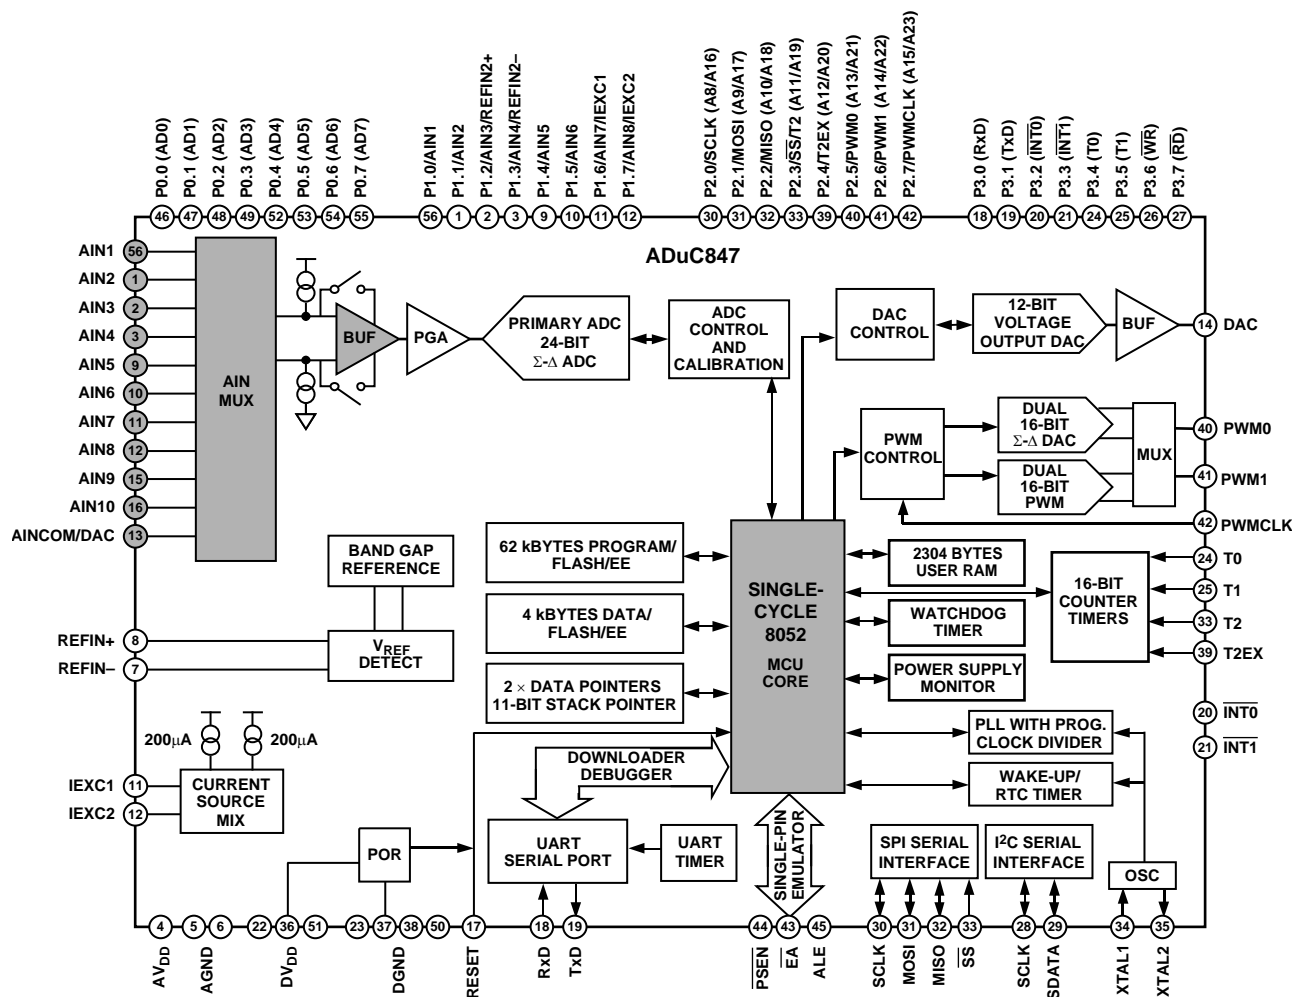 P0.0 (AD0)
P0.1 (AD1)
P0.2 (AD2)
P0.3 (AD3)
P0.4 (AD4)
P0.5 (AD5)
P0.6 (AD6)
P0.7 (AD7)
P1.0/AIN1
P1.1/AIN2
P1.2/AIN3/REFIN2+
P1.3/AIN4/REFIN2–
P1.4/AIN5
P1.5/AIN6
P1.6/AIN7/IEXC1
P1.7/AIN8/IEXC2
P2.0/SCLK (A8/A16)
P2.1/MOSI (A9/A17)
P2.2/MISO (A10/A18)
P2.3/S̅S̅/T2 (A11/A19)
P2.4/T2EX (A12/A20)
P2.5/PWM0 (A13/A21)
P2.6/PWM1 (A14/A22)
P2.7/PWMCLK (A15/A23)
P3.0 (RxD)
P3.1 (TxD)
P3.2 (I̅N̅T̅0̅)
P3.3 (I̅N̅T̅1̅)
P3.4 (T0)
P3.5 (T1)
P3.6 (W̅R̅)
P3.7 (R̅D̅)
46 47 48 49 52 53 54 55 56 1 2 3 9 10 11 12 30 31 32 33 39 40 41 42 18 19 20 21 24 25 26 27
ADuC847
AIN1 56
AIN2 1
AIN3 2
AIN4 3
AIN5 9
AIN6 10
AIN7 11
AIN8 12
AIN9 15
AIN10 16
AINCOM/DAC 13
AIN
MUX
BUF
PGA
PRIMARY ADC
24-BIT
Σ-Δ ADC
ADC
CONTROL
AND
CALIBRATION
DAC
CONTROL
12-BIT
VOLTAGE
OUTPUT DAC
BUF
14 DAC
PWM
CONTROL
DUAL
16-BIT
Σ-Δ DAC
DUAL
16-BIT
PWM
MUX
40 PWM0
41 PWM1
42 PWMCLK
BAND GAP
REFERENCE
VREF
DETECT
REFIN+ 8
REFIN– 7
62 kBYTES PROGRAM/
FLASH/EE
4 kBYTES DATA/
FLASH/EE
2 × DATA POINTERS
11-BIT STACK POINTER
SINGLE-
CYCLE
8052
MCU
CORE
2304 BYTES
USER RAM
WATCHDOG
TIMER
POWER SUPPLY
MONITOR
16-BIT
COUNTER
TIMERS
24 T0
25 T1
33 T2
39 T2EX
20 I̅N̅T̅0̅
21 I̅N̅T̅1̅
PLL WITH PROG.
CLOCK DIVIDER
WAKE-UP/
RTC TIMER
200μA
200μA
IEXC1 11
IEXC2 12
CURRENT
SOURCE
MIX
DOWNLOADER
DEBUGGER
POR
UART
SERIAL PORT
UART
TIMER
SINGLE-PIN
EMULATOR
SPI SERIAL
INTERFACE
I2C SERIAL
INTERFACE
OSC
4 5 6 22 36 51 23 37 38 50 17 18 19 44 43 45 30 31 32 33 28 29 34 35
AVDD
AGND
DVDD
DGND
RESET
RxD
TxD
P̅S̅E̅N̅
E̅A̅
ALE
SCLK
MOSI
MISO
S̅S̅
SCLK
SDATA
XTAL1
XTAL2